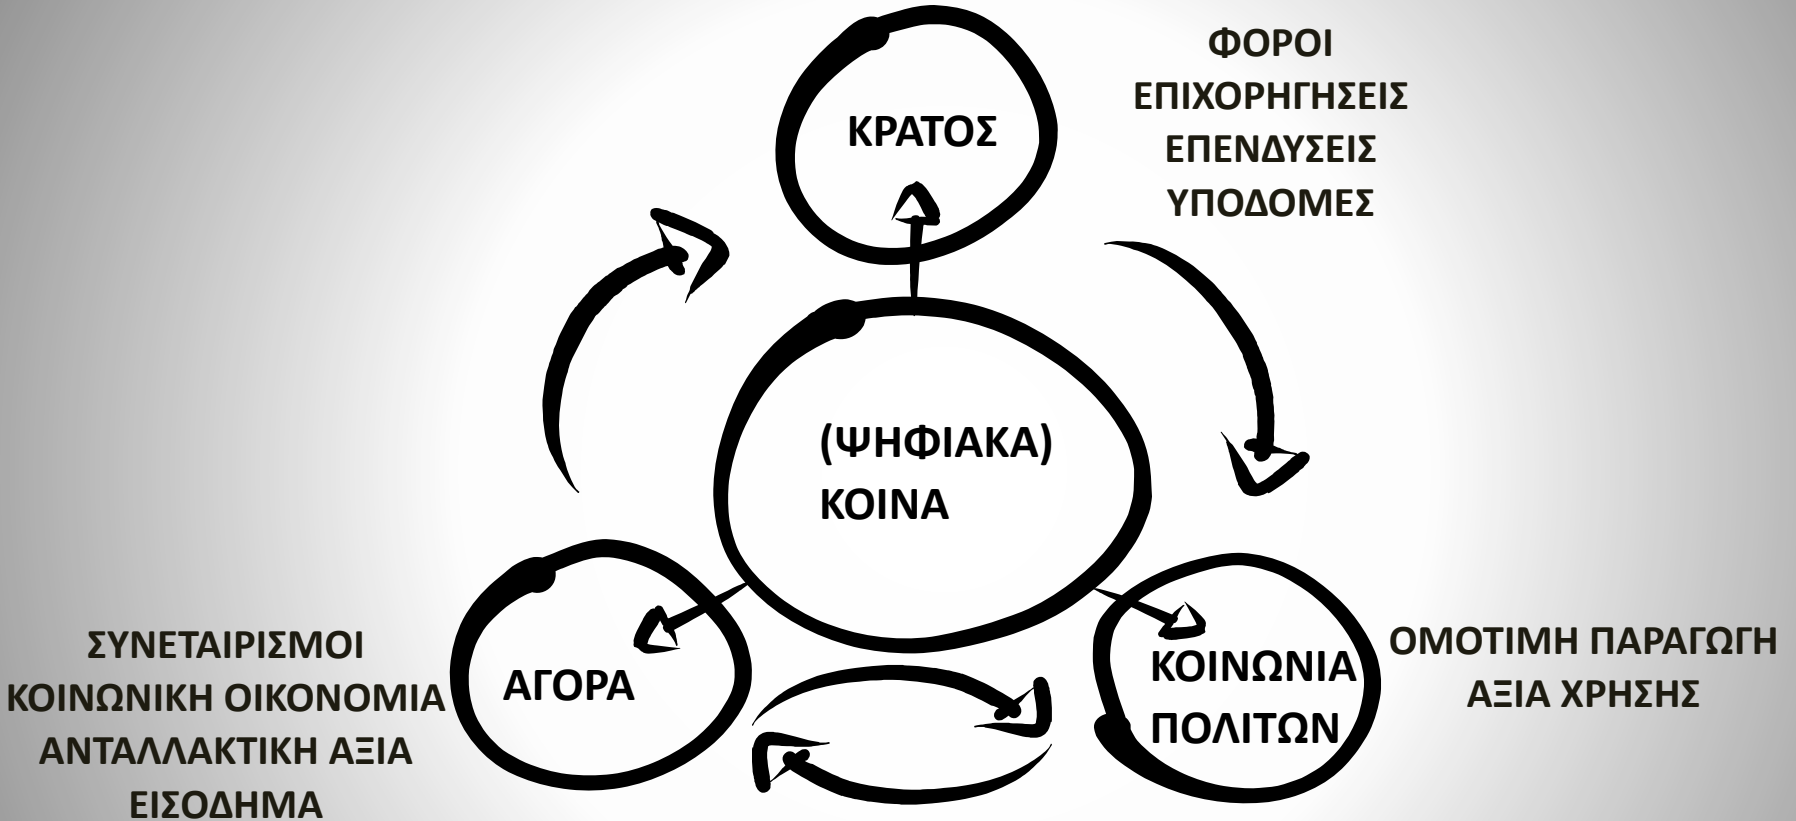 ΚΡΑΤΟΣ
ΦΟΡΟΙ
ΕΠΙΧΟΡΗΓΗΣΕΙΣ
ΕΠΕΝΔΥΣΕΙΣ
ΥΠΟΔΟΜΕΣ
(ΨΗΦΙΑΚΑ)
ΚΟΙΝΑ
ΣΥΝΕΤΑΙΡΙΣΜΟΙ
ΚΟΙΝΩΝΙΚΗ ΟΙΚΟΝΟΜΙΑ
ΑΝΤΑΛΛΑΚΤΙΚΗ ΑΞΙΑ
ΕΙΣΟΔΗΜΑ
ΑΓΟΡΑ
ΚΟΙΝΩΝΙΑ
ΠΟΛΙΤΩΝ
ΟΜΟΤΙΜΗ ΠΑΡΑΓΩΓΗ
ΑΞΙΑ ΧΡΗΣΗΣ